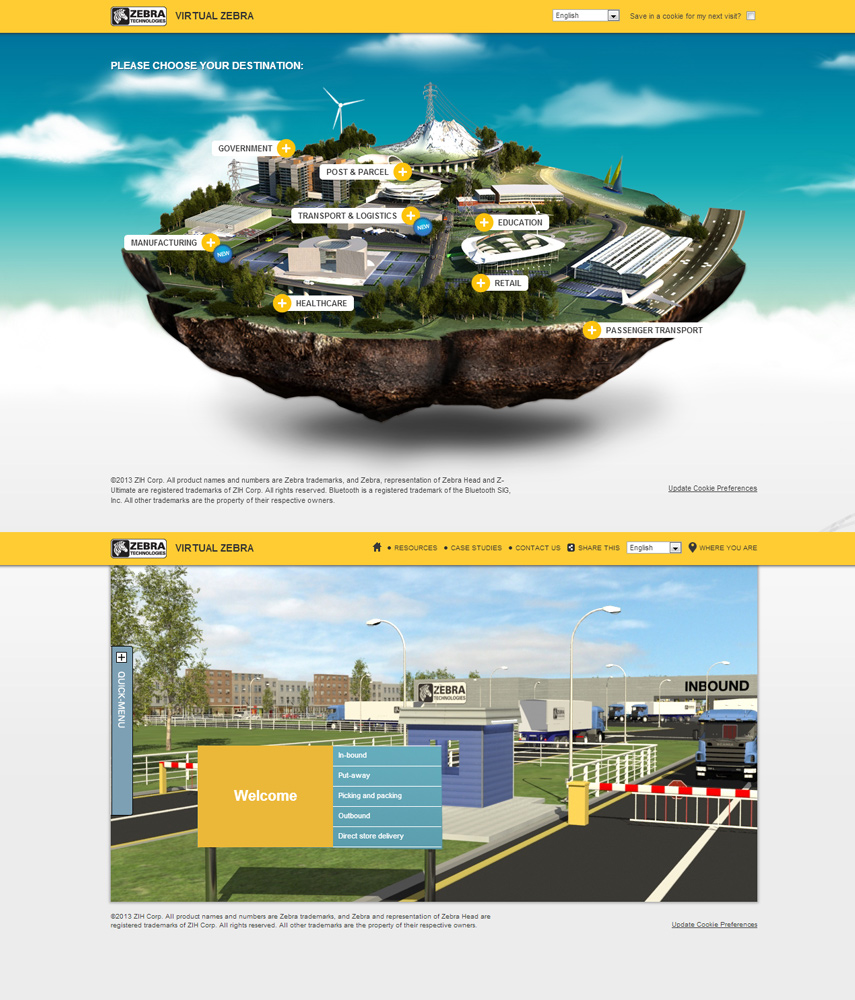 ZEBRA
TECHNOLOGIES
VIRTUAL ZEBRA
English
Save in a cookie for my next visit?
PLEASE CHOOSE YOUR DESTINATION:
GOVERNMENT
POST & PARCEL
TRANSPORT & LOGISTICS
NEW
EDUCATION
MANUFACTURING
NEW
RETAIL
HEALTHCARE
PASSENGER TRANSPORT
©2013 ZIH Corp. All product names and numbers are Zebra trademarks, and Zebra, representation of Zebra Head and Z-
Ultimate are registered trademarks of ZIH Corp. All rights reserved. Bluetooth is a registered trademark of the Bluetooth SIG,
Inc. All other trademarks are the property of their respective owners.
Update Cookie Preferences
ZEBRA
TECHNOLOGIES
VIRTUAL ZEBRA
RESOURCES
CASE STUDIES
CONTACT US
SHARE THIS
English
WHERE YOU ARE
QUICK-MENU
ZEBRA
TECHNOLOGIES
INBOUND
Welcome
In-bound
Put-away
Picking and packing
Outbound
Direct store delivery
©2013 ZIH Corp. All product names and numbers are Zebra trademarks, and Zebra and representation of Zebra Head are
registered trademarks of ZIH Corp. All rights reserved. All other trademarks are the property of their respective owners.
Update Cookie Preferences